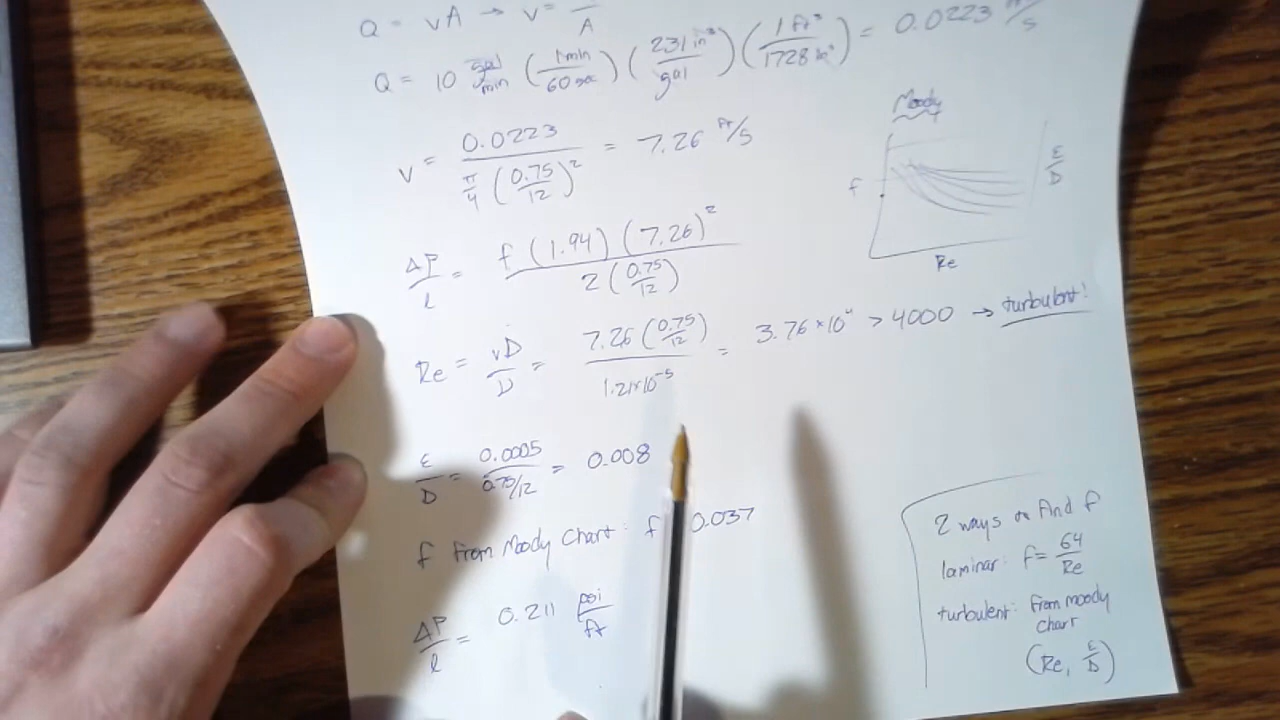 Q = vA → v = — A
Q = 10 gal/min (1 min/60 sec) (231 in³/gal) (1 ft³/1728 in³) = 0.0223 ft³/s
Moody
v = 0.0223 / (π/4 (0.75/12)²) = 7.26 ft/s
f
ε/D
Re
ΔP/l = f (1.94) (7.26)² / 2 (0.75/12)
Re = vD/ν = 7.26 (0.75/12) / 1.21×10⁻⁵ = 3.76 × 10⁴ > 4000 → turbulent!
ε/D = 0.0005 / 0.75/12 = 0.008
f from Moody Chart: f 0.037
ΔP/l = 0.211 psi/ft
2 ways to find f
laminar: f = 64/Re
turbulent: from moody
chart
(Re, ε/D)